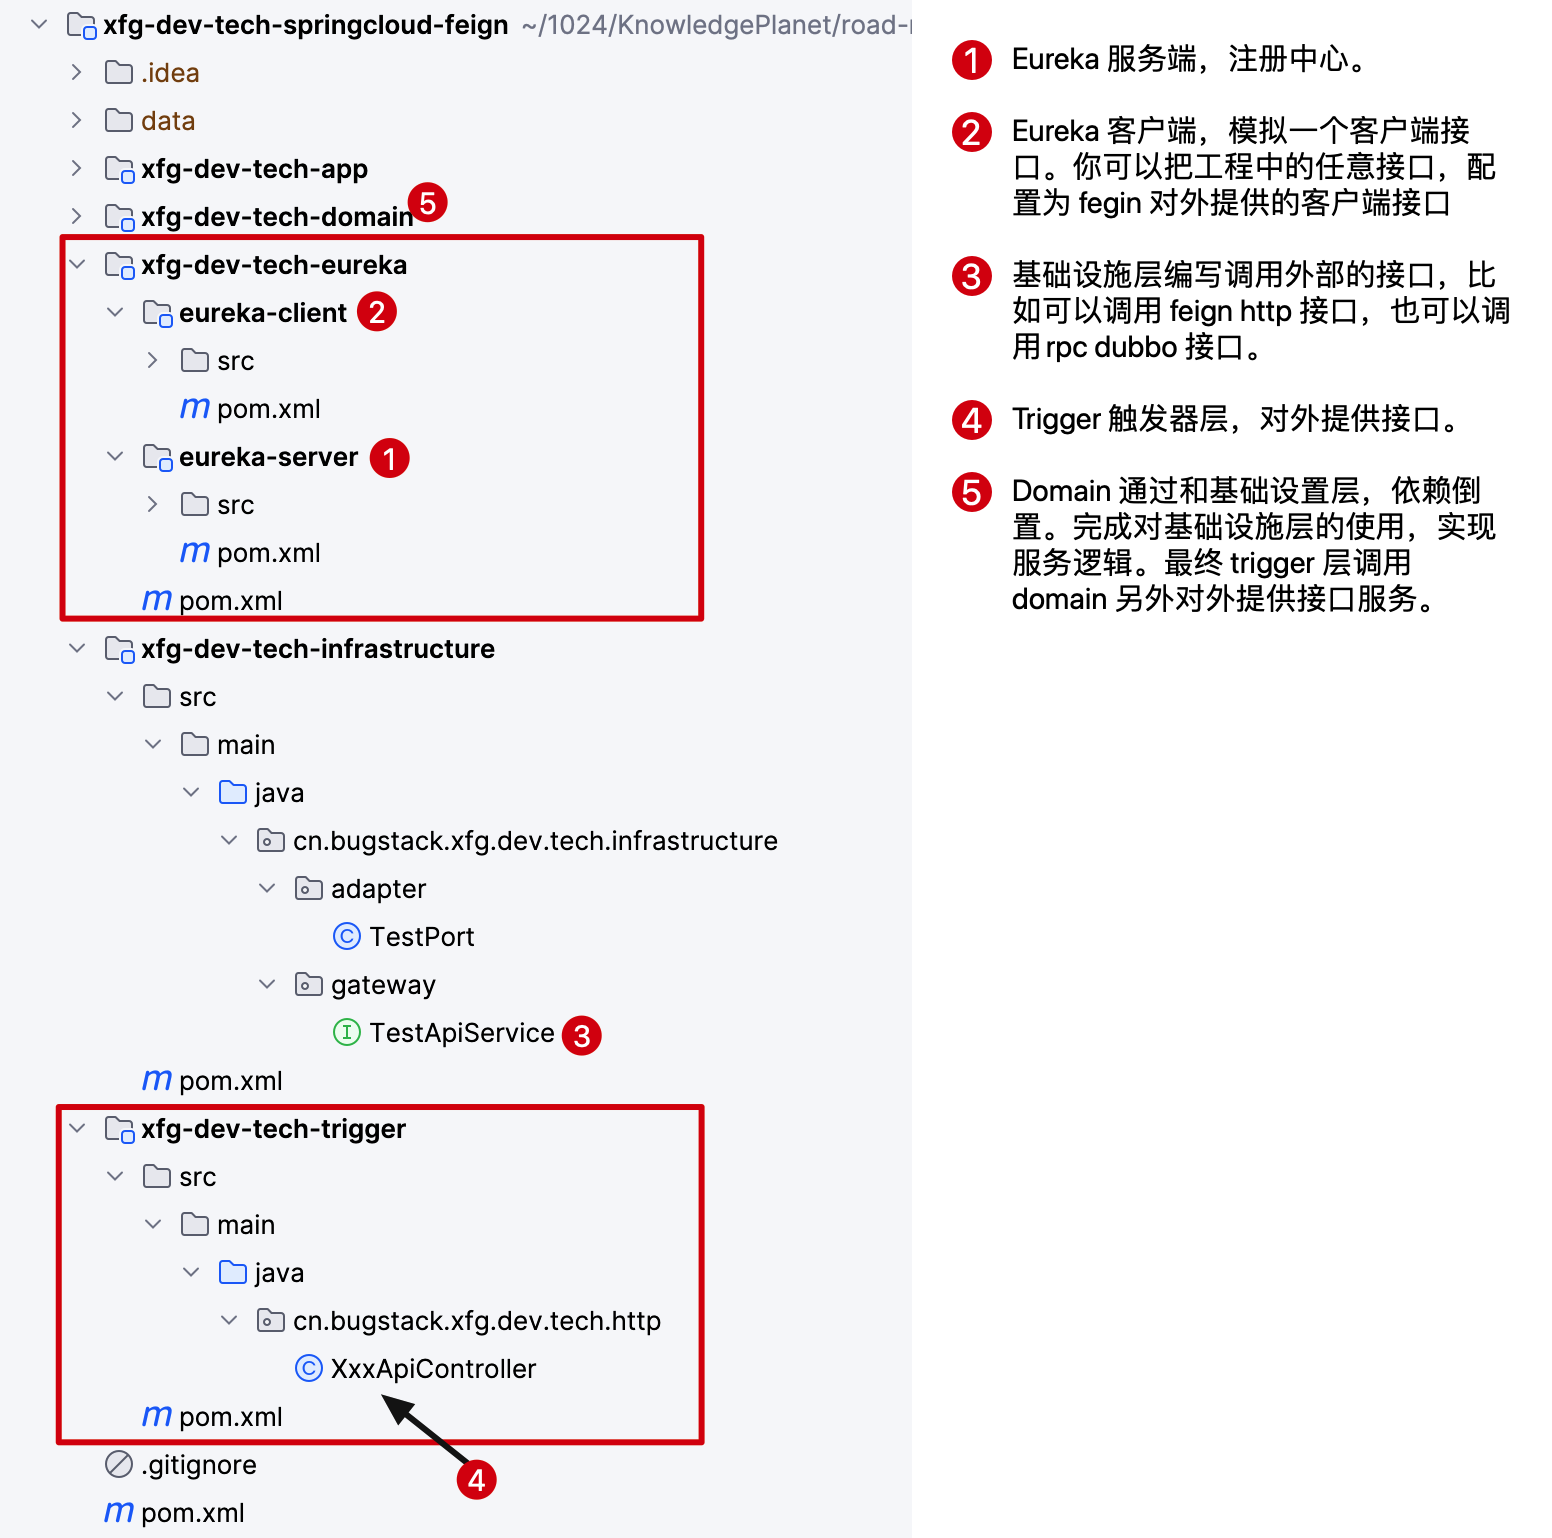 xfg-dev-tech-springcloud-feign ~/1024/KnowledgePlanet/road-
.idea
data
xfg-dev-tech-app
xfg-dev-tech-domain 5
xfg-dev-tech-eureka
eureka-client 2
src
m pom.xml
eureka-server 1
src
m pom.xml
m pom.xml
xfg-dev-tech-infrastructure
src
main
java
cn.bugstack.xfg.dev.tech.infrastructure
adapter
C TestPort
gateway
I TestApiService 3
m pom.xml
xfg-dev-tech-trigger
src
main
java
cn.bugstack.xfg.dev.tech.http
C XxxApiController
m pom.xml
.gitignore
4
m pom.xml
1 Eureka 服务端，注册中心。
2 Eureka 客户端，模拟一个客户端接
口。你可以把工程中的任意接口，配
置为 fegin 对外提供的客户端接口
3 基础设施层编写调用外部的接口，比
如可以调用 feign http 接口，也可以调
用 rpc dubbo 接口。
4 Trigger 触发器层，对外提供接口。
5 Domain 通过和基础设置层，依赖倒
置。完成对基础设施层的使用，实现
服务逻辑。最终 trigger 层调用
domain 另外对外提供接口服务。